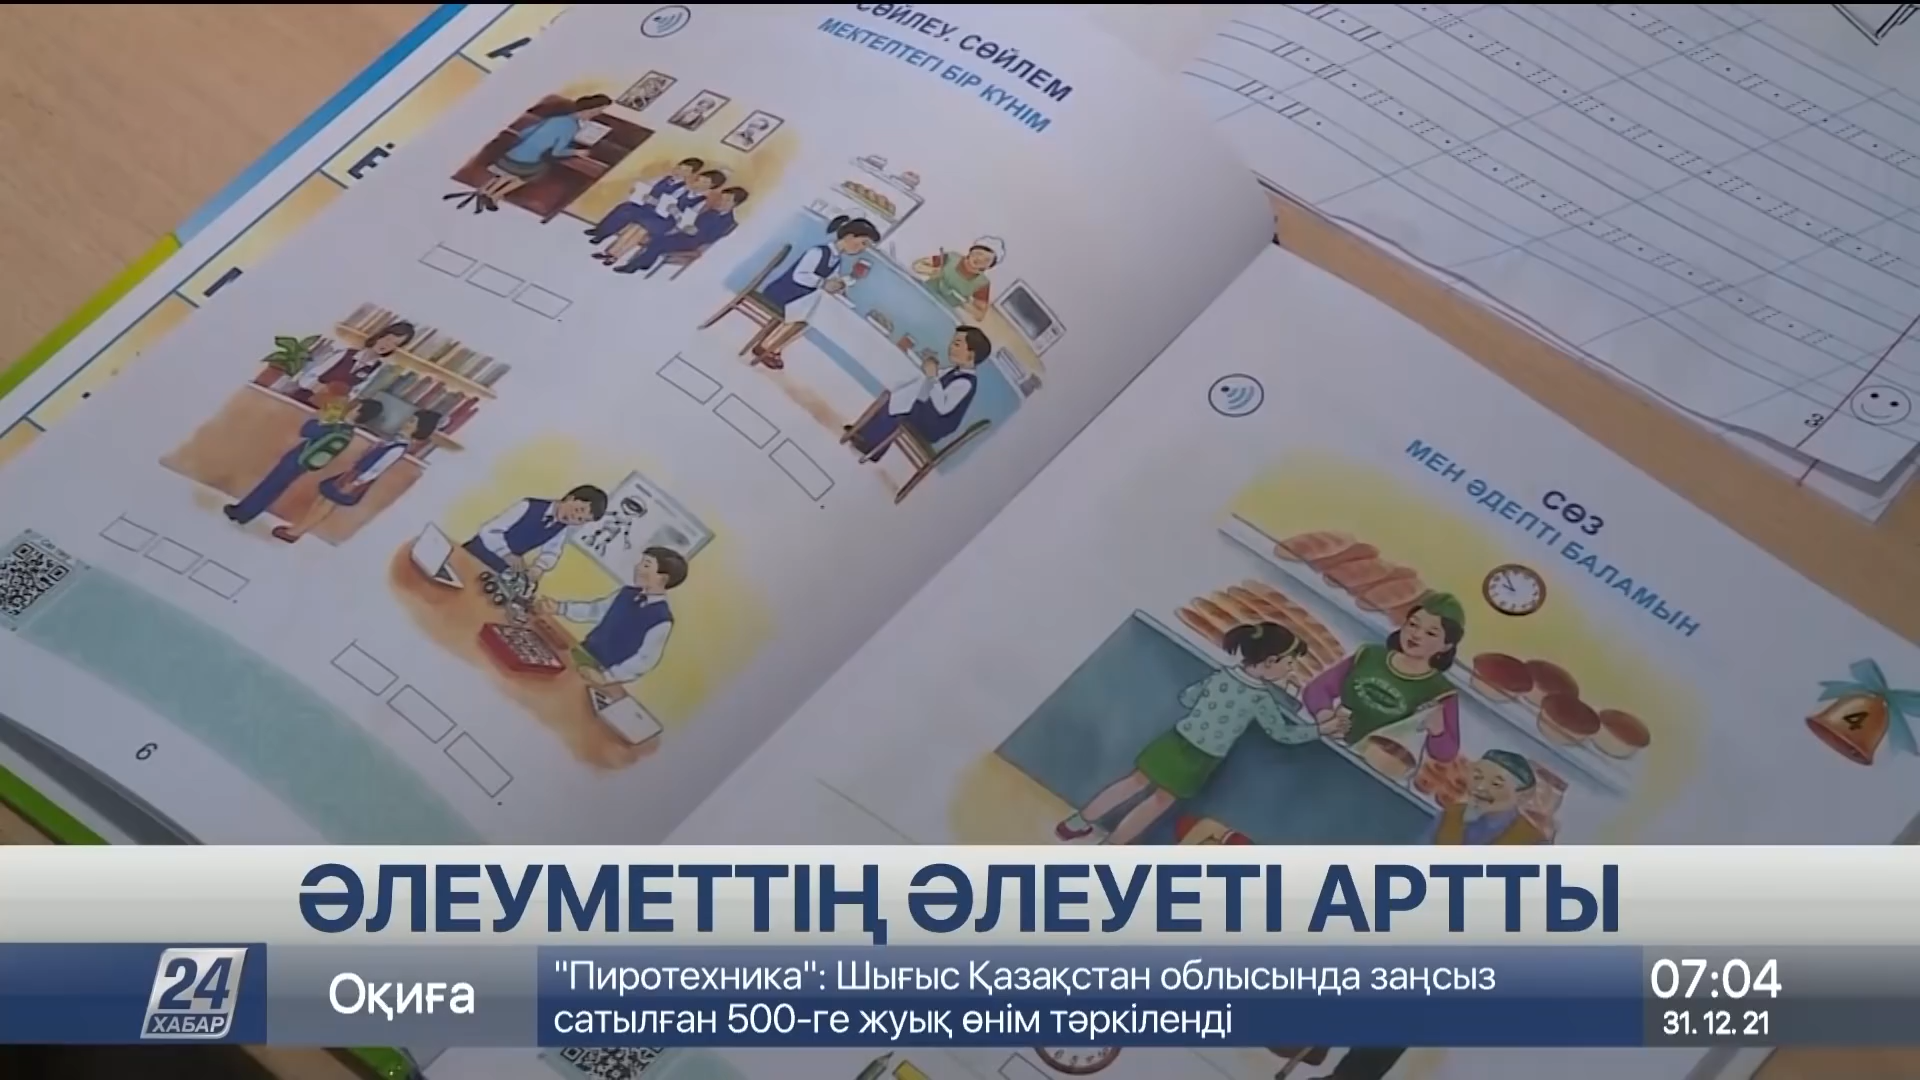 СӨЙЛЕУ. СӨЙЛЕМ
МЕКТЕПТЕГІ БІР КҮНІМ
6
3
СӨЗ
МЕН ӘДЕПТІ БАЛАМЫН
4
ӘЛЕУМЕТТІҢ ӘЛЕУЕТІ АРТТЫ
24
ХАБАР
Оқиға
"Пиротехника": Шығыс Қазақстан облысында заңсыз
сатылған 500-ге жуық өнім тәркіленді
07:04
31. 12. 21